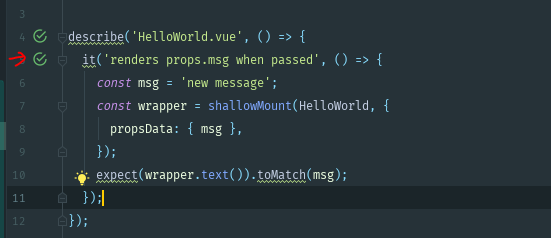 3
4 describe('HelloWorld.vue', () => {
5 it('renders props.msg when passed', () => {
6 const msg = 'new message';
7 const wrapper = shallowMount(HelloWorld, {
8 propsData: { msg },
9 });
10 expect(wrapper.text()).toMatch(msg);
11 });
12 });